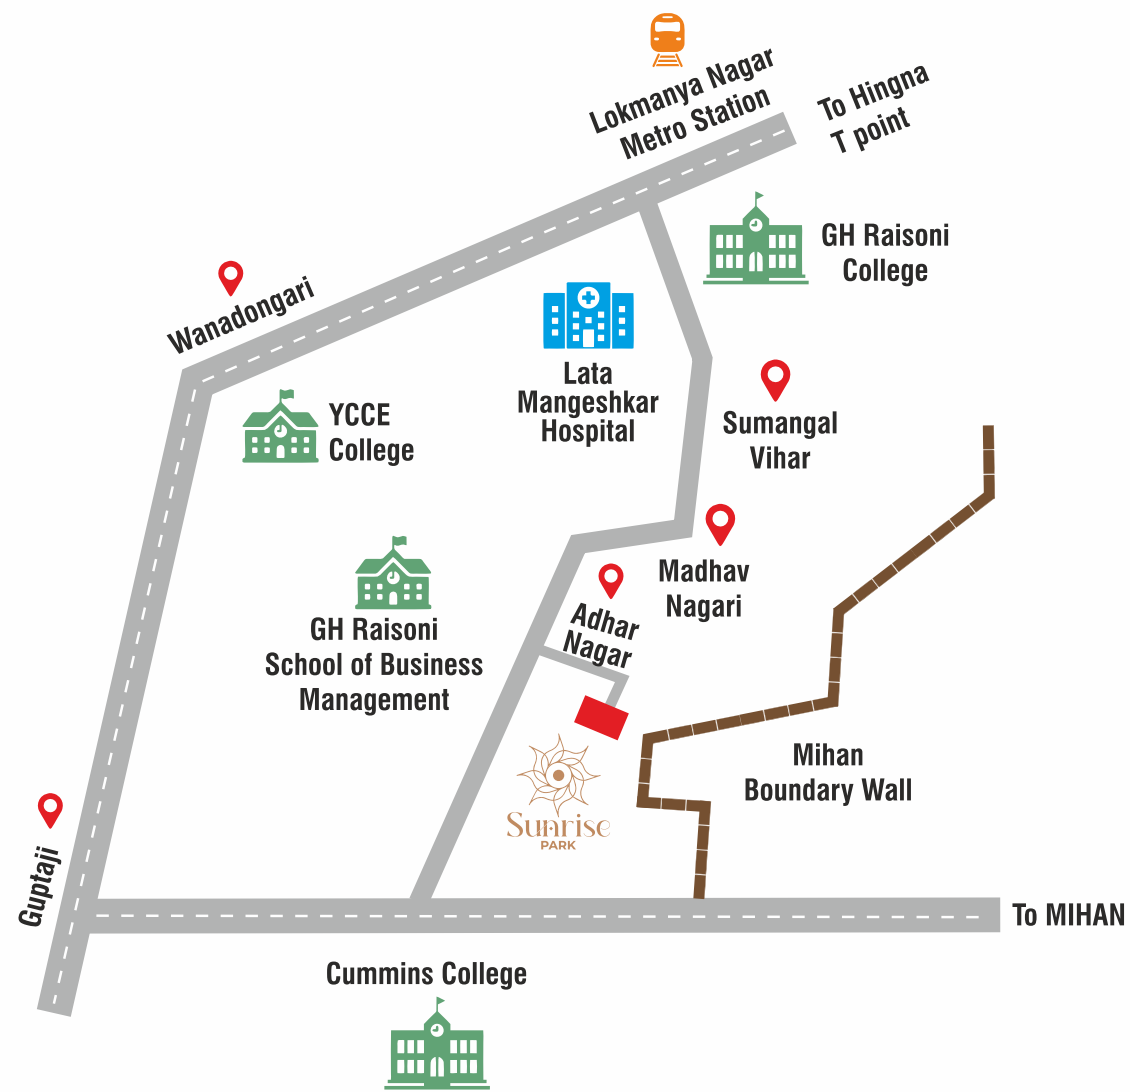 Lokmanya Nagar
Metro Station
To Hingna
T point
GH Raisoni
College
Wanadongari
Lata
Mangeshkar
Hospital
YCCE
College
Sumangal
Vihar
Madhav
Nagari
Adhar
Nagar
GH Raisoni
School of Business
Management
Mihan
Boundary Wall
Sunrise
PARK
Guptaji
To MIHAN
Cummins College